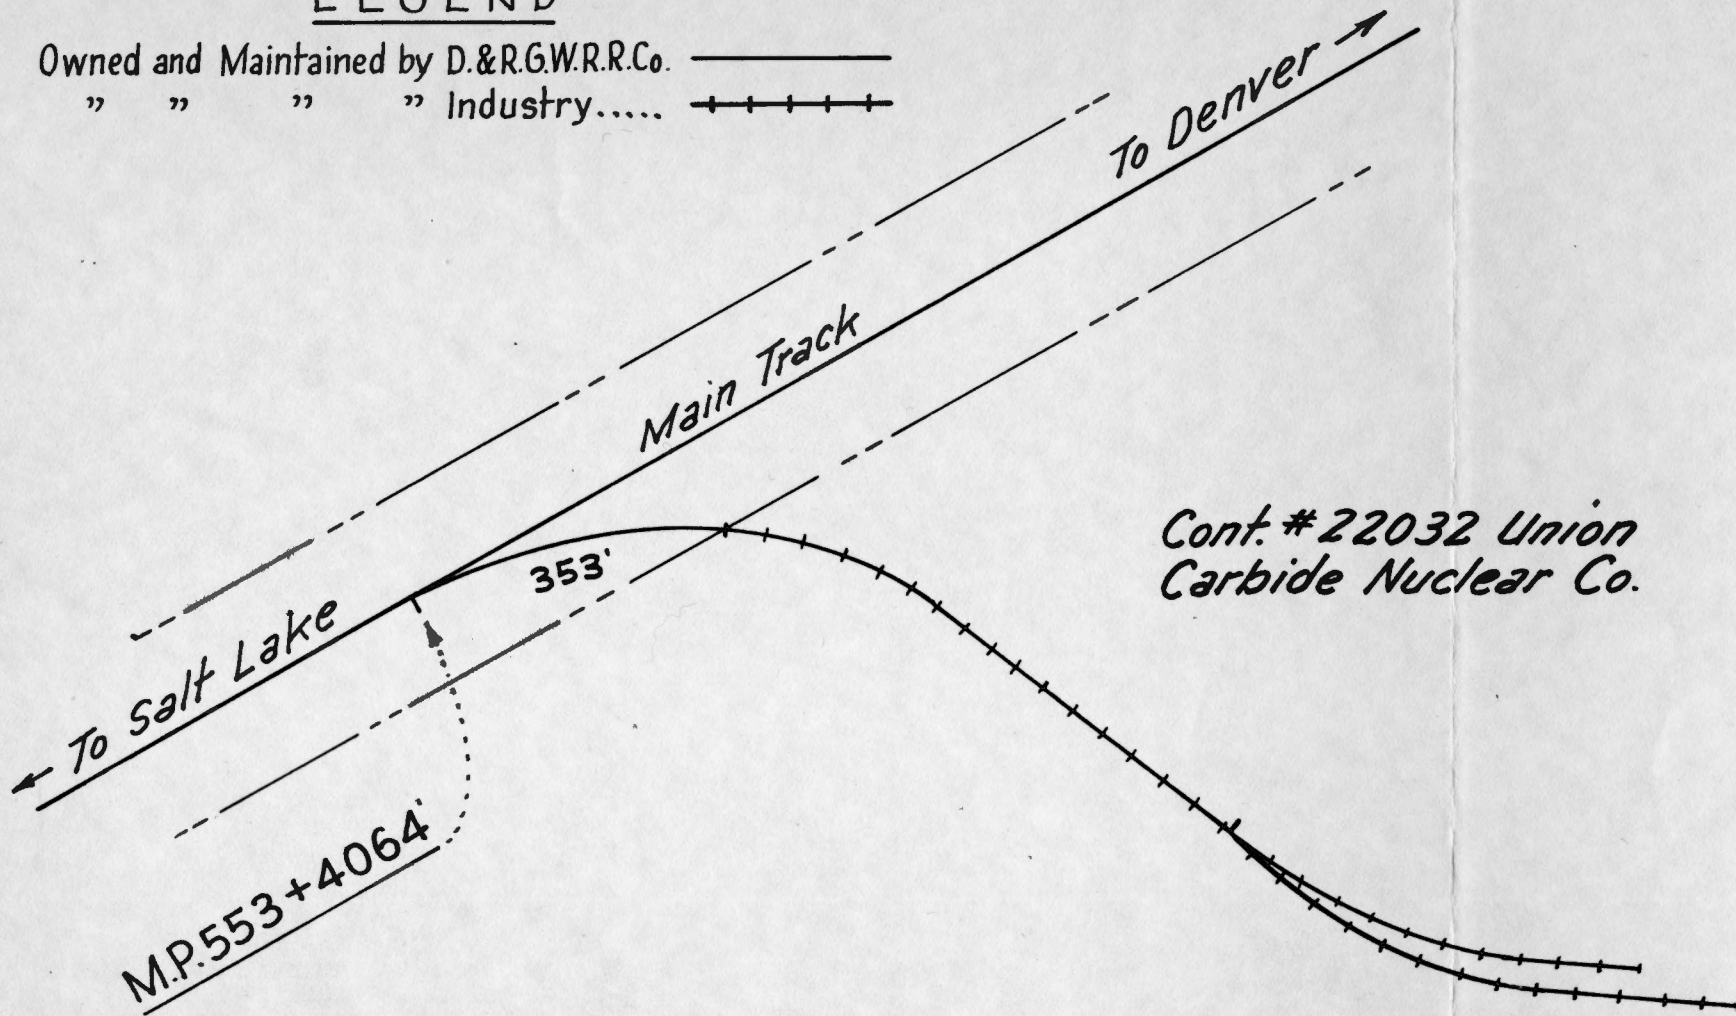 LEGEND
Owned and Maintained by D.&R.G.W.R.R.Co.
" " " " Industry.....
To Denver
Main Track
353'
Cont. #22032 Union
Carbide Nuclear Co.
To Salt Lake
M.P.553+4064'